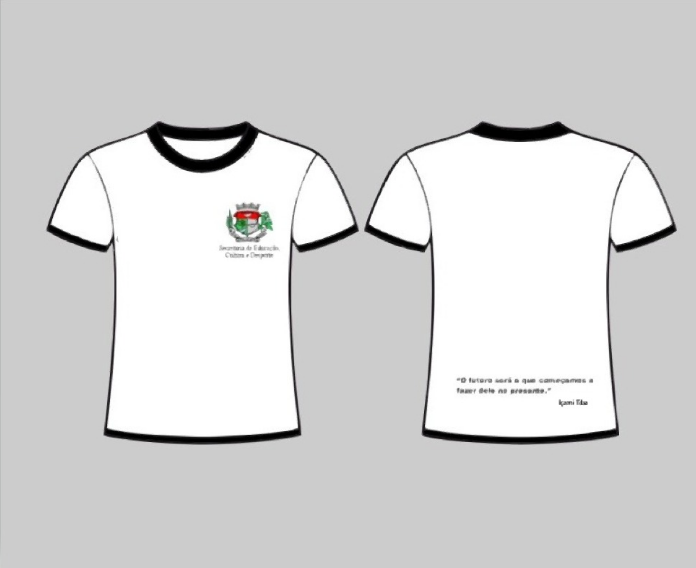 Secretaria de Educação,
Cultura e Desporto
"O futuro será o que começamos a
fazer dele no presente."
Içami Tiba